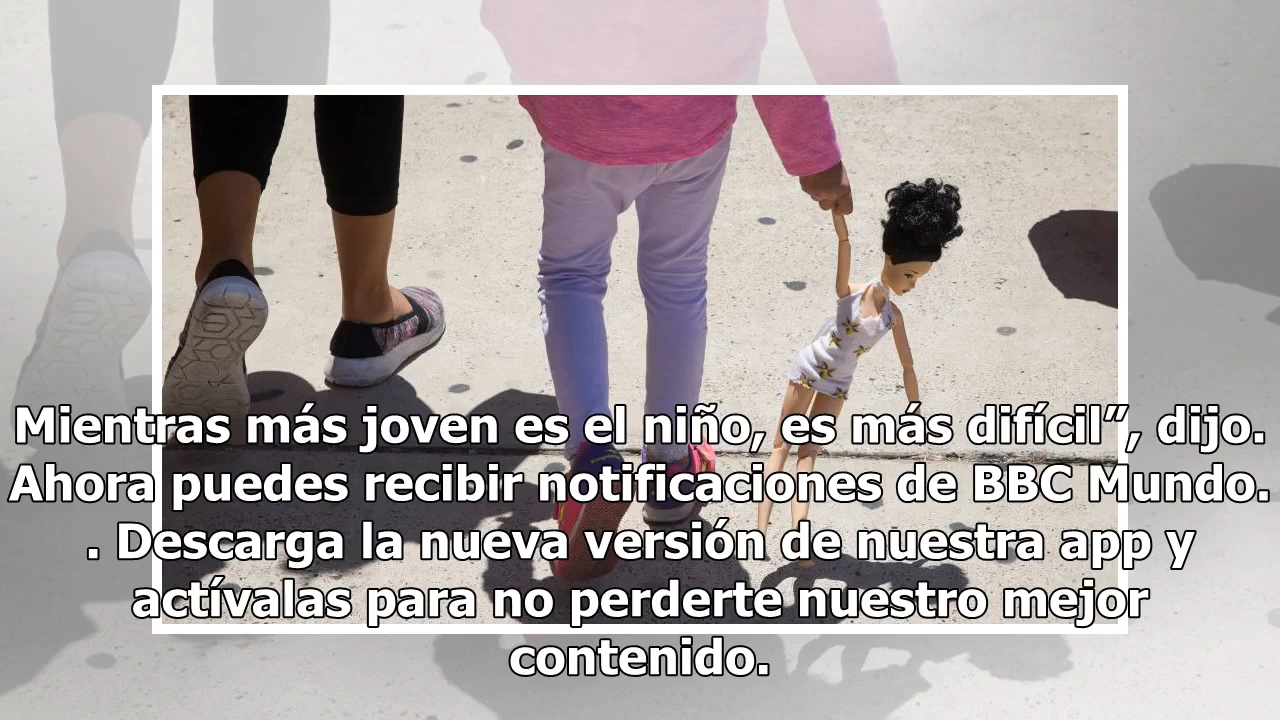 Mientras más joven es el niño, es más difícil”, dijo.
Ahora puedes recibir notificaciones de BBC Mundo.
. Descarga la nueva versión de nuestra app y
actívalas para no perderte nuestro mejor
contenido.